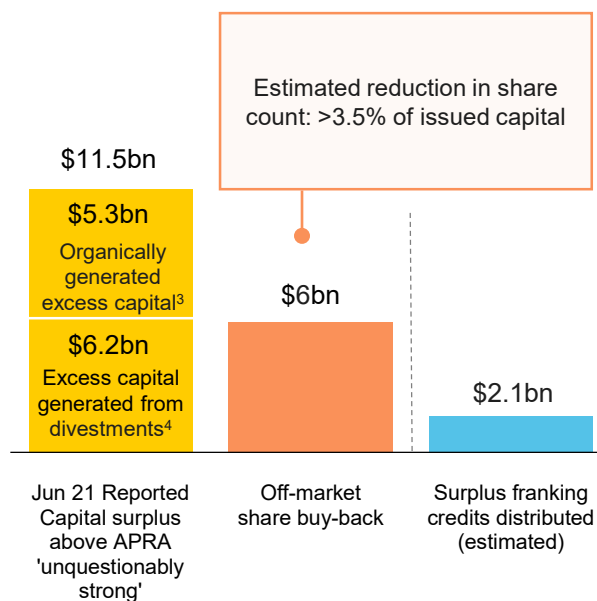 Estimated reduction in share
count: >3.5% of issued capital
$11.5bn
$5.3bn
Organically
generated
excess capital³
$6.2bn
Excess capital
generated from
divestments⁴
$6bn
$2.1bn
Jun 21 Reported
Capital surplus
above APRA
'unquestionably
strong'
Off-market
share buy-back
Surplus franking
credits distributed
(estimated)